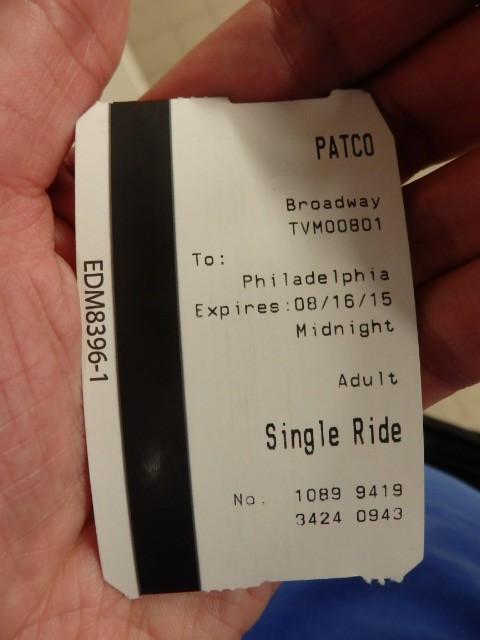 PATCO
Broadway
TVM00801
To:
Philadelphia
Expires:08/16/15
Midnight
Adult
Single Ride
No. 1089 9419
3424 0943
EDM8396-1